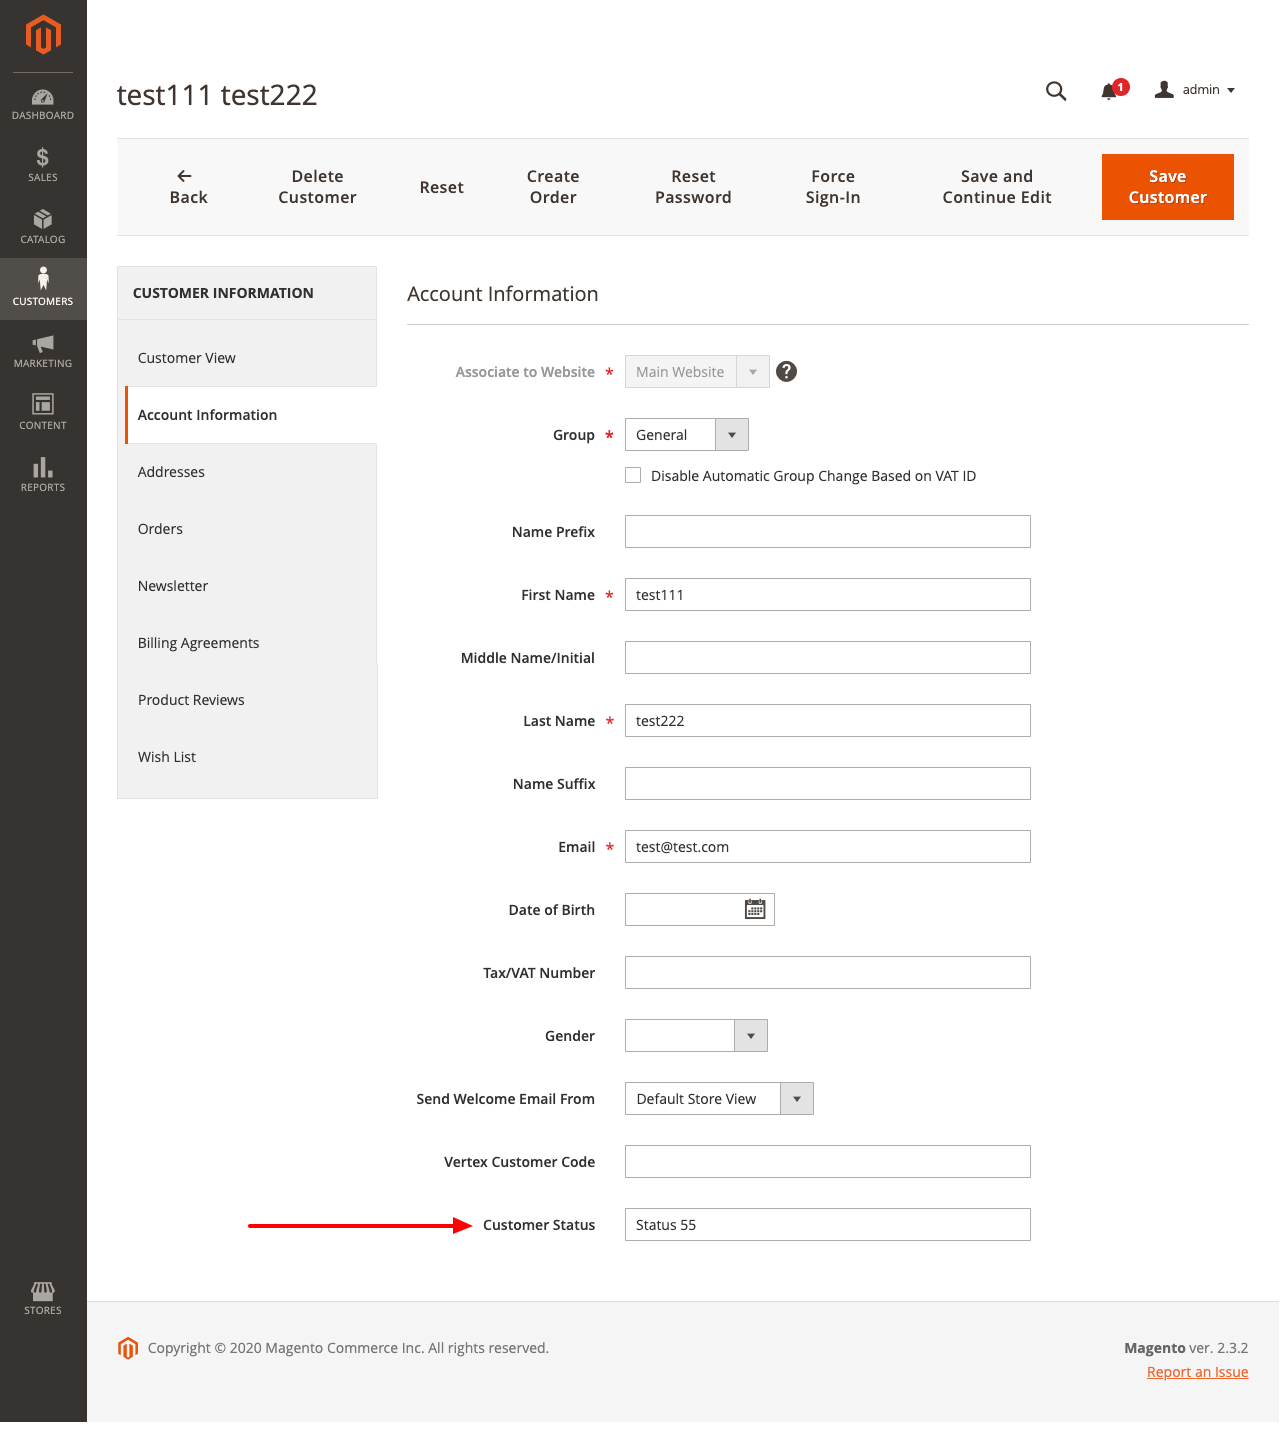 DASHBOARD
SALES
CATALOG
CUSTOMERS
MARKETING
CONTENT
REPORTS
STORES
test111 test222
1
admin
Back
Delete
Customer
Reset
Create
Order
Reset
Password
Force
Sign-In
Save and
Continue Edit
Save
Customer
CUSTOMER INFORMATION
Customer View
Account Information
Addresses
Orders
Newsletter
Billing Agreements
Product Reviews
Wish List
Account Information
Associate to Website * Main Website ?
Group * General
Disable Automatic Group Change Based on VAT ID
Name Prefix
First Name * test111
Middle Name/Initial
Last Name * test222
Name Suffix
Email * test@test.com
Date of Birth
Tax/VAT Number
Gender
Send Welcome Email From Default Store View
Vertex Customer Code
Customer Status Status 55
Copyright © 2020 Magento Commerce Inc. All rights reserved.
Magento ver. 2.3.2
Report an Issue